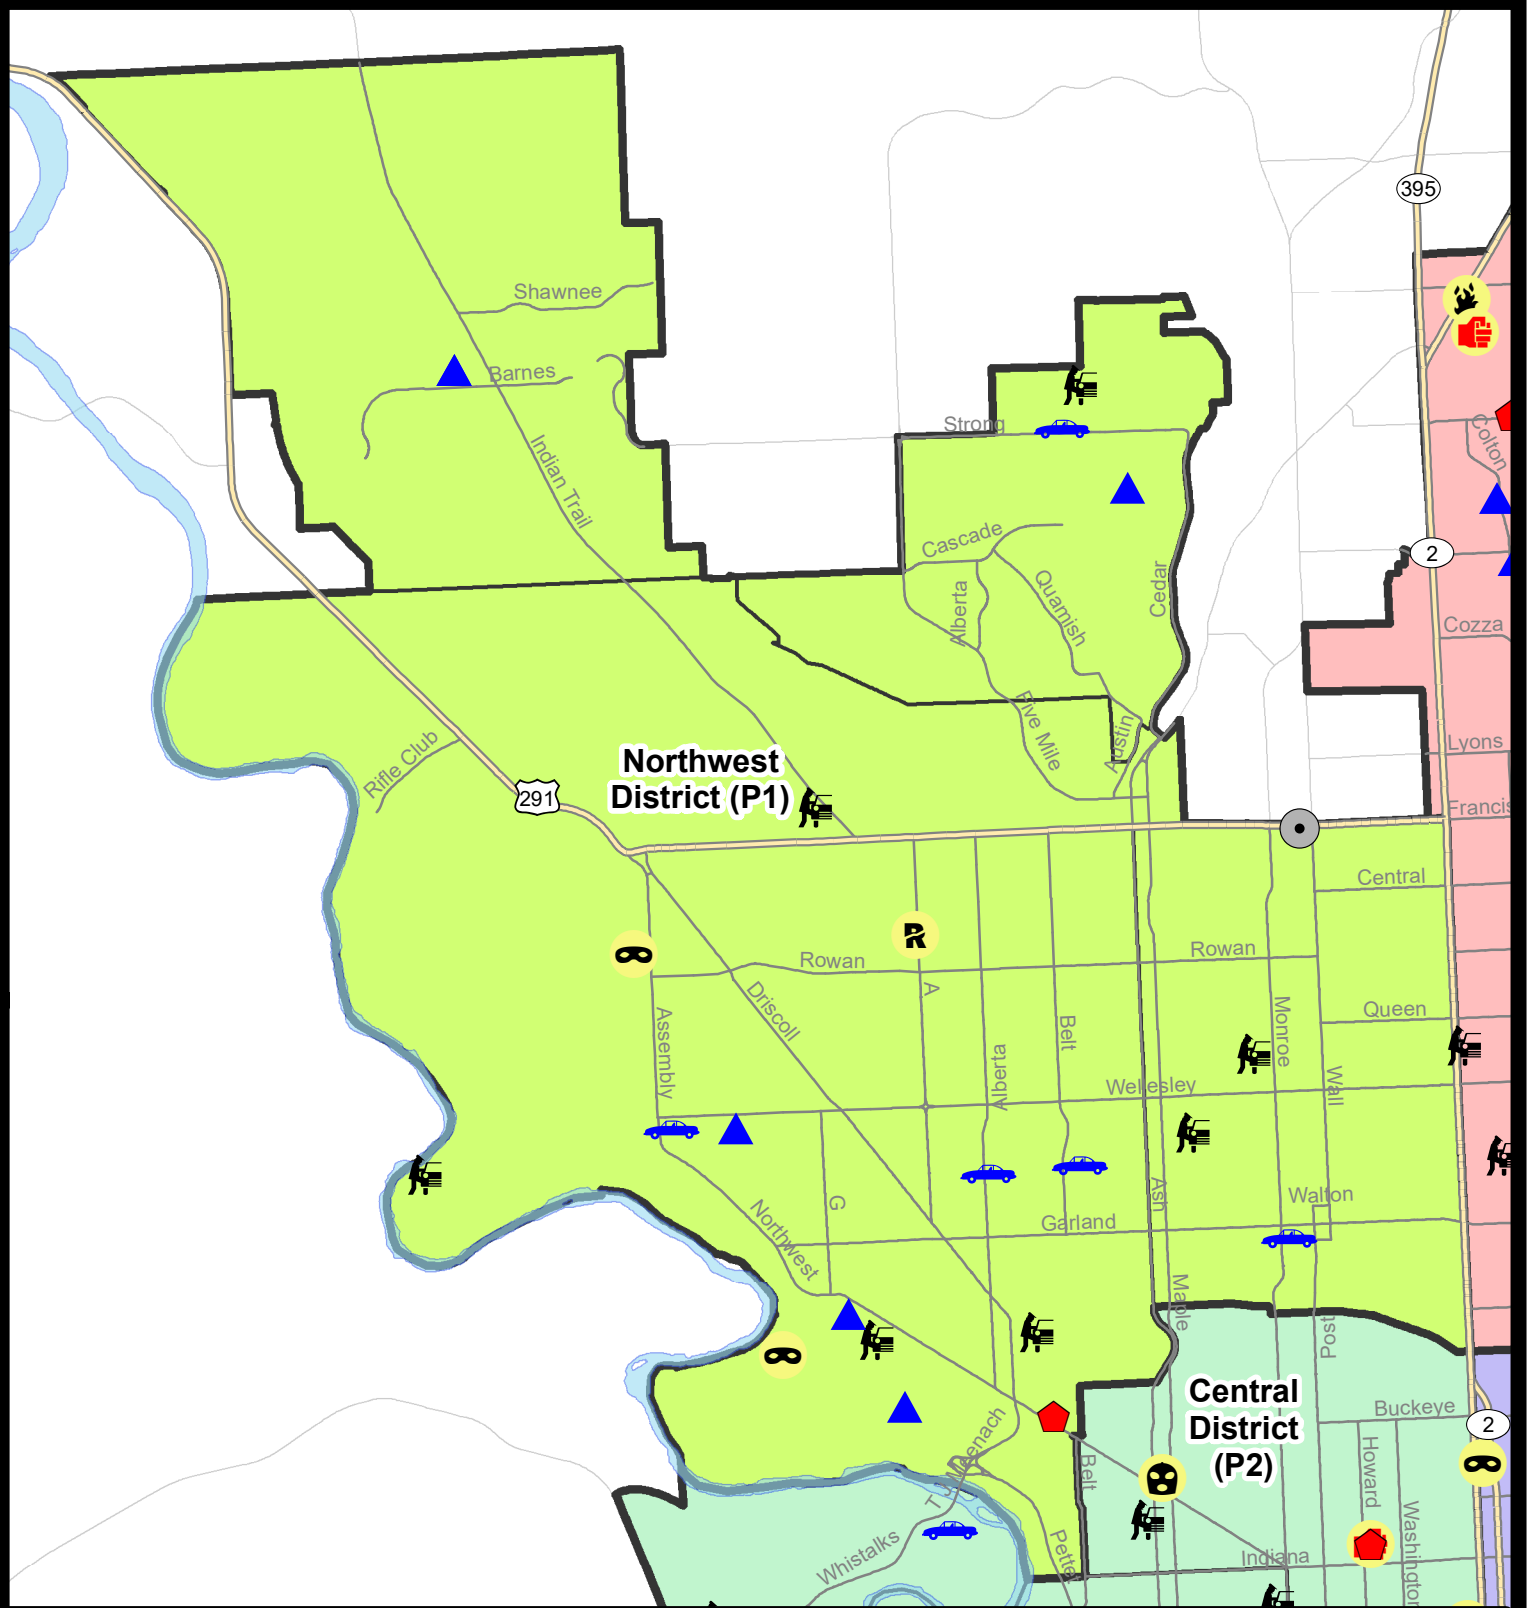 395
Shawnee
Barnes
Indian Trail
Strong
Colton
Cascade
Alberta
Quamish
Cedar
2
Cozza
Five Mile
Austin
Lyons
Rifle Club
Northwest
District (P1)
291
Francis
Central
R
Rowan
Rowan
A
Driscoll
Assembly
Belt
Alberta
Monroe
Queen
Wall
Wellesley
Northwest
G
Garland
Ash
Walton
Maple
Post
Central
District
(P2)
Buckeye
2
T J Meenach
Belt
Howard
Washington
Whistalks
Pettet
Indiana